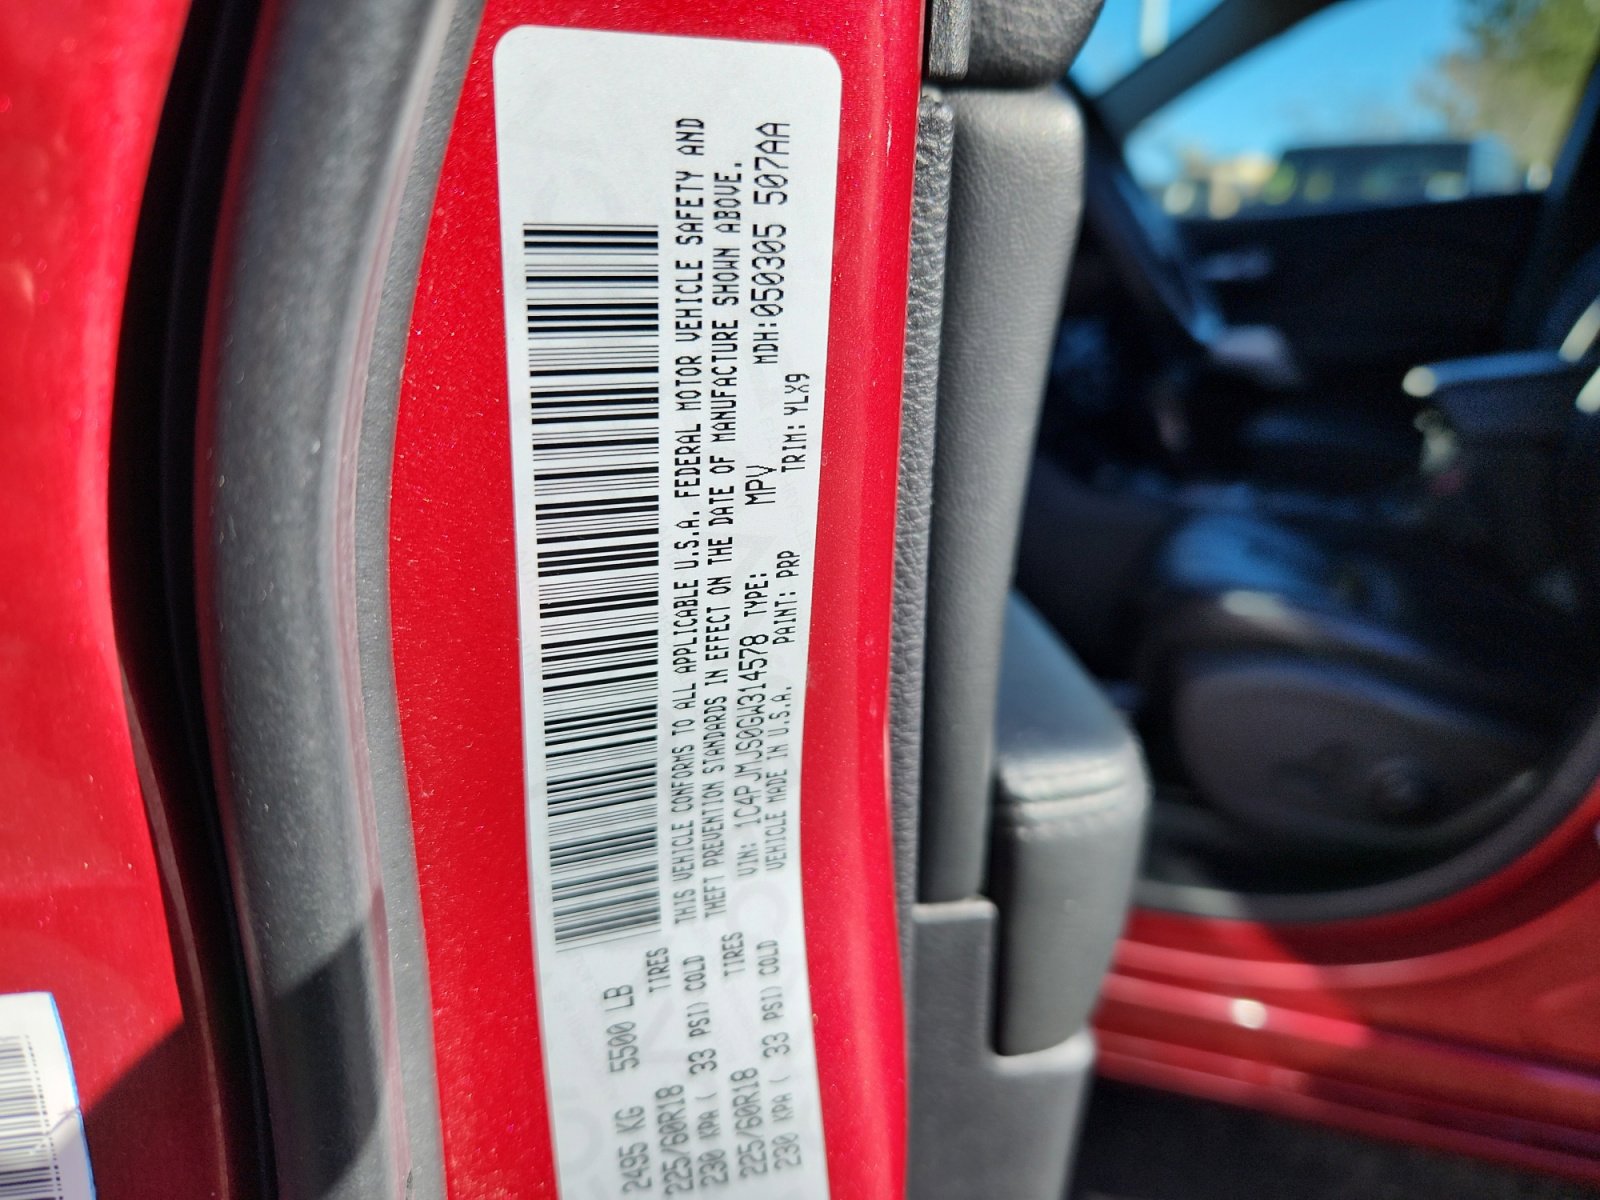 2495 KG 5500 LB
225/60R18 TIRES
230 KPA ( 33 PSI) COLD
225/60R18 TIRES
230 KPA ( 33 PSI) COLD
THIS VEHICLE CONFORMS TO ALL APPLICABLE U.S.A. FEDERAL MOTOR VEHICLE SAFETY AND
THEFT PREVENTION STANDARDS IN EFFECT ON THE DATE OF MANUFACTURE SHOWN ABOVE.
VIN: 1C4PJMJS0GW314578 TYPE: MPV MDH:050305 507AA
VEHICLE MADE IN U.S.A. PAINT: PRP TRIM: YLX9